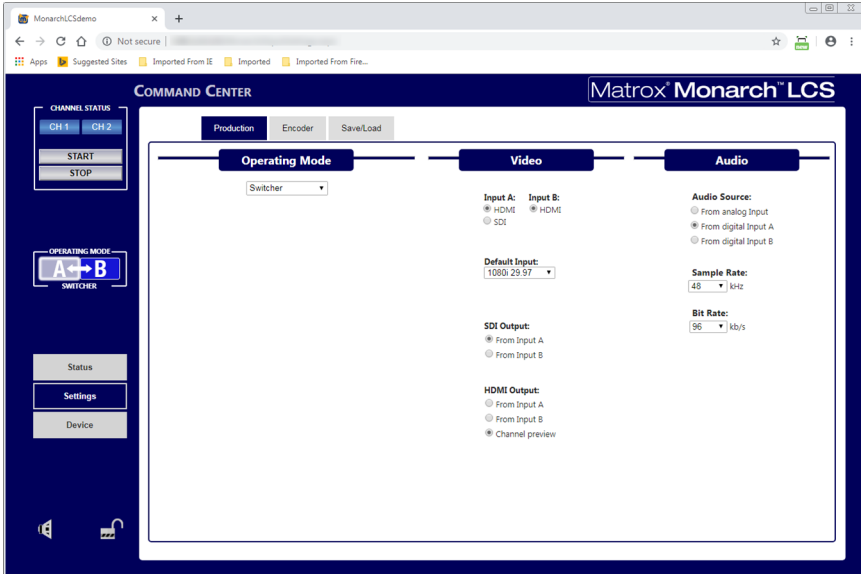 MonarchLCSdemo
Not secure
new
Apps Suggested Sites Imported From IE Imported Imported From Fire...
COMMAND CENTER
Matrox® Monarch™ LCS
CHANNEL STATUS
CH 1 CH 2
START
STOP
OPERATING MODE
A B
SWITCHER
Status
Settings
Device
Production Encoder Save/Load
Operating Mode
Switcher
Video
Input A: Input B:
HDMI HDMI
SDI
Default Input:
1080i 29.97
SDI Output:
From Input A
From Input B
HDMI Output:
From Input A
From Input B
Channel preview
Audio
Audio Source:
From analog Input
From digital Input A
From digital Input B
Sample Rate:
48 kHz
Bit Rate:
96 kb/s